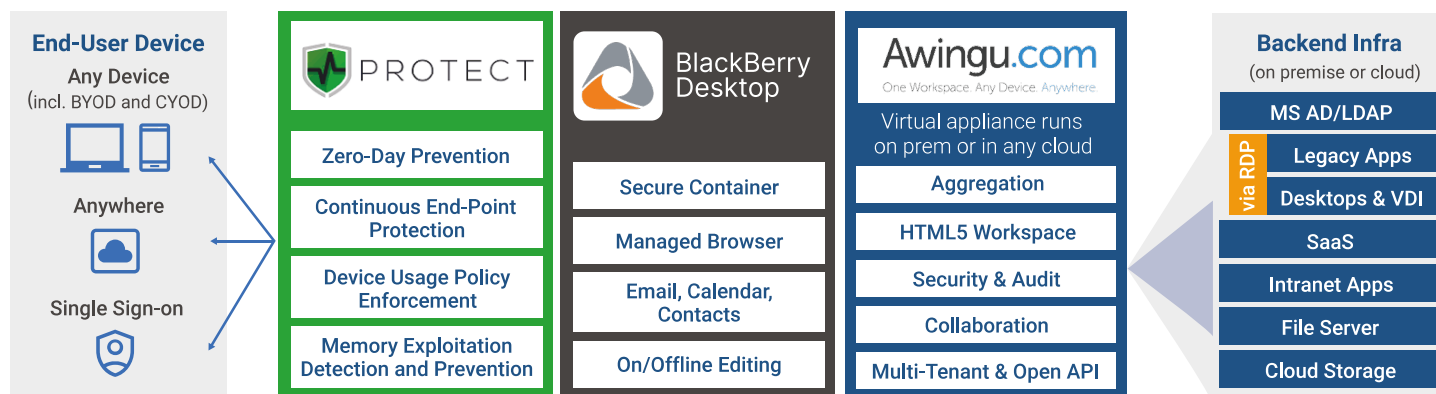 End-User Device
Any Device
(incl. BYOD and CYOD)
Anywhere
Single Sign-on
PROTECT
Zero-Day Prevention
Continuous End-Point
Protection
Device Usage Policy
Enforcement
Memory Exploitation
Detection and Prevention
BlackBerry
Desktop
Secure Container
Managed Browser
Email, Calendar,
Contacts
On/Offline Editing
Awingu.com
One Workspace. Any Device. Anywhere.
Virtual appliance runs
on prem or in any cloud
Aggregation
HTML5 Workspace
Security & Audit
Collaboration
Multi-Tenant & Open API
Backend Infra
(on premise or cloud)
MS AD/LDAP
via RDP
Legacy Apps
Desktops & VDI
SaaS
Intranet Apps
File Server
Cloud Storage